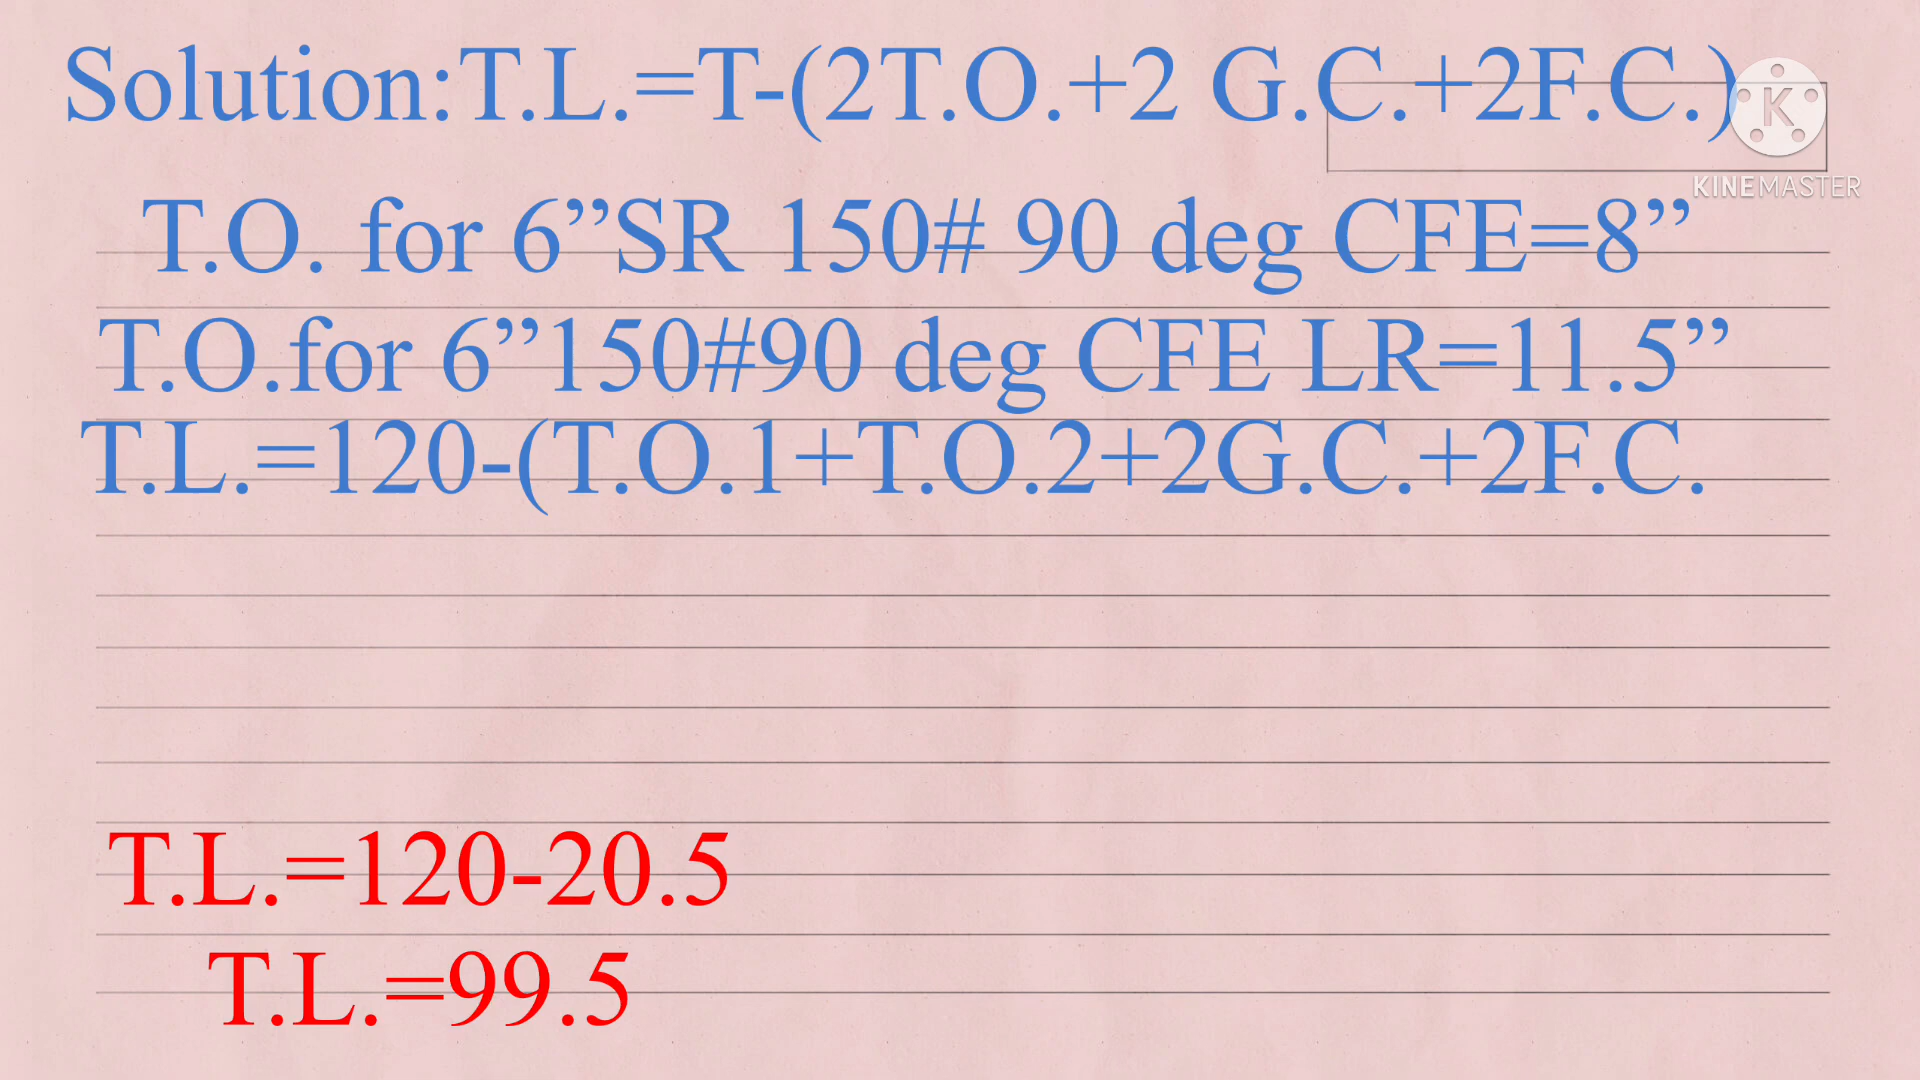 Solution:T.L.=T-(2T.O.+2 G.C.+2F.C.)
K
KINEMASTER
T.O. for 6”SR 150# 90 deg CFE=8”
T.O.for 6”150#90 deg CFE LR=11.5”
T.L.=120-(T.O.1+T.O.2+2G.C.+2F.C.
T.L.=120-20.5
T.L.=99.5